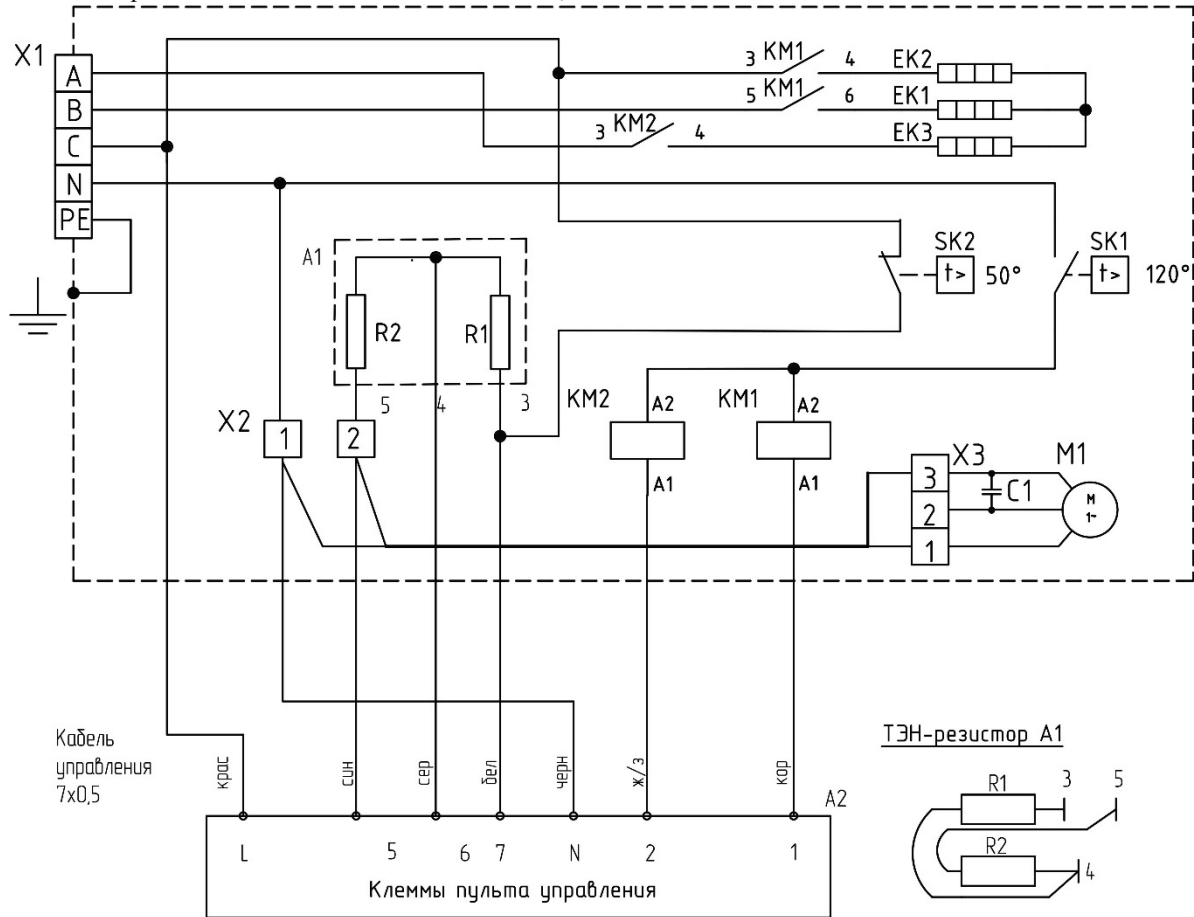 X1
A
B
C
N
PE
3 KM1 4 EK2
5 KM1 6 EK1
3 KM2 4 EK3
SK2
t>
50°
SK1
t>
120°
A1
R2
R1
5
4
3
X2
1
2
KM2
A2
A1
KM1
A2
A1
X3
3
2
1
C1
M1
M
1~
Кабель
управления
7х0,5
крас
син
сер
бел
черн
ж/з
кор
A2
L 5 6 7 N 2 1
Клеммы пульта управления
ТЭН-резистор А1
R1
3
5
R2
4